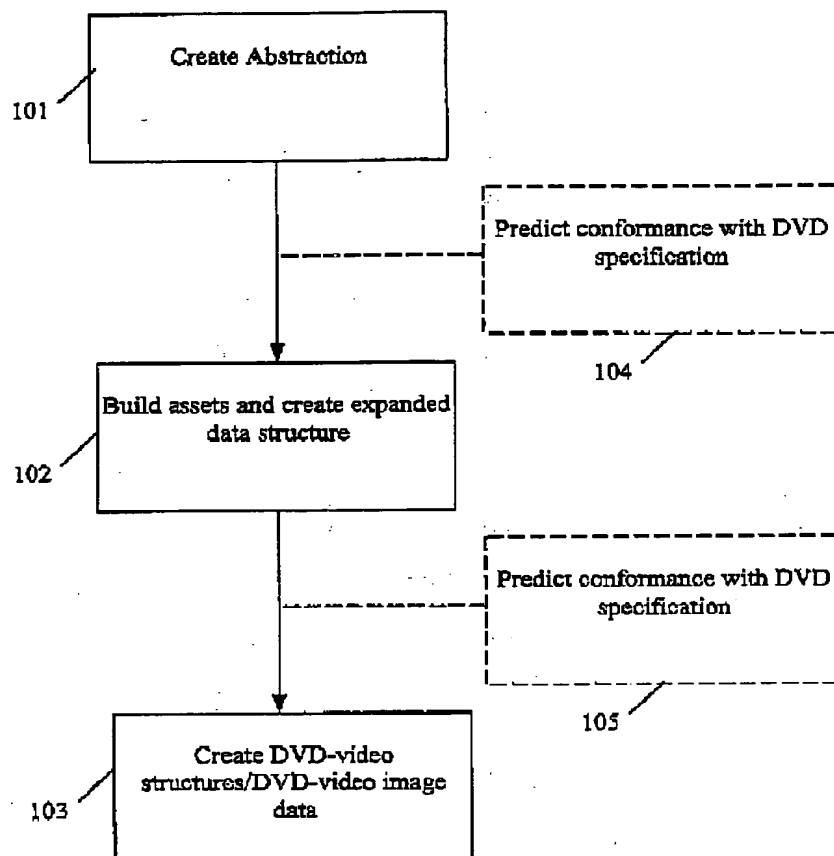 Create Abstraction
101
Predict conformance with DVD
specification
104
Build assets and create expanded
data structure
102
Predict conformance with DVD
specification
105
Create DVD-video
structures/DVD-video image
data
103